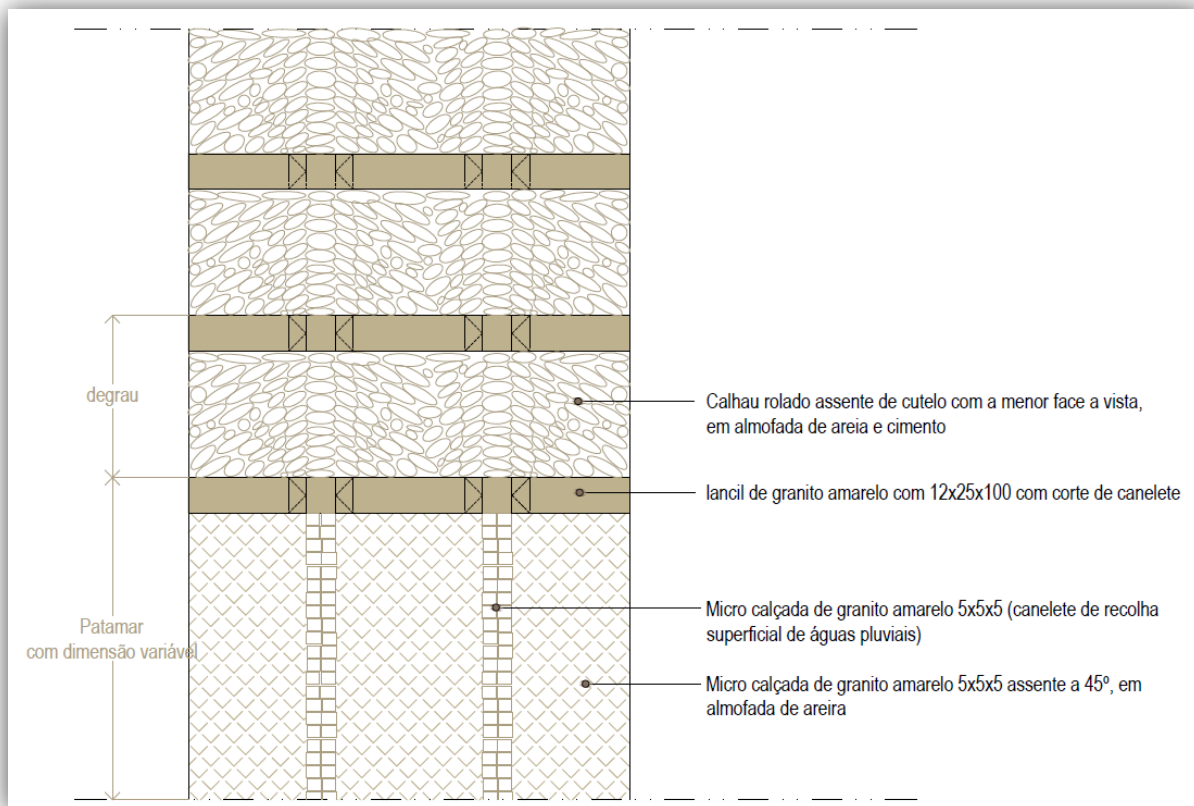 degrau
Calhau rolado assente de cutelo com a menor face a vista,
em almofada de areia e cimento
lancil de granito amarelo com 12x25x100 com corte de canelete
Micro calçada de granito amarelo 5x5x5 (canelete de recolha
superficial de águas pluviais)
Patamar
com dimensão variável
Micro calçada de granito amarelo 5x5x5 assente a 45º, em
almofada de areira